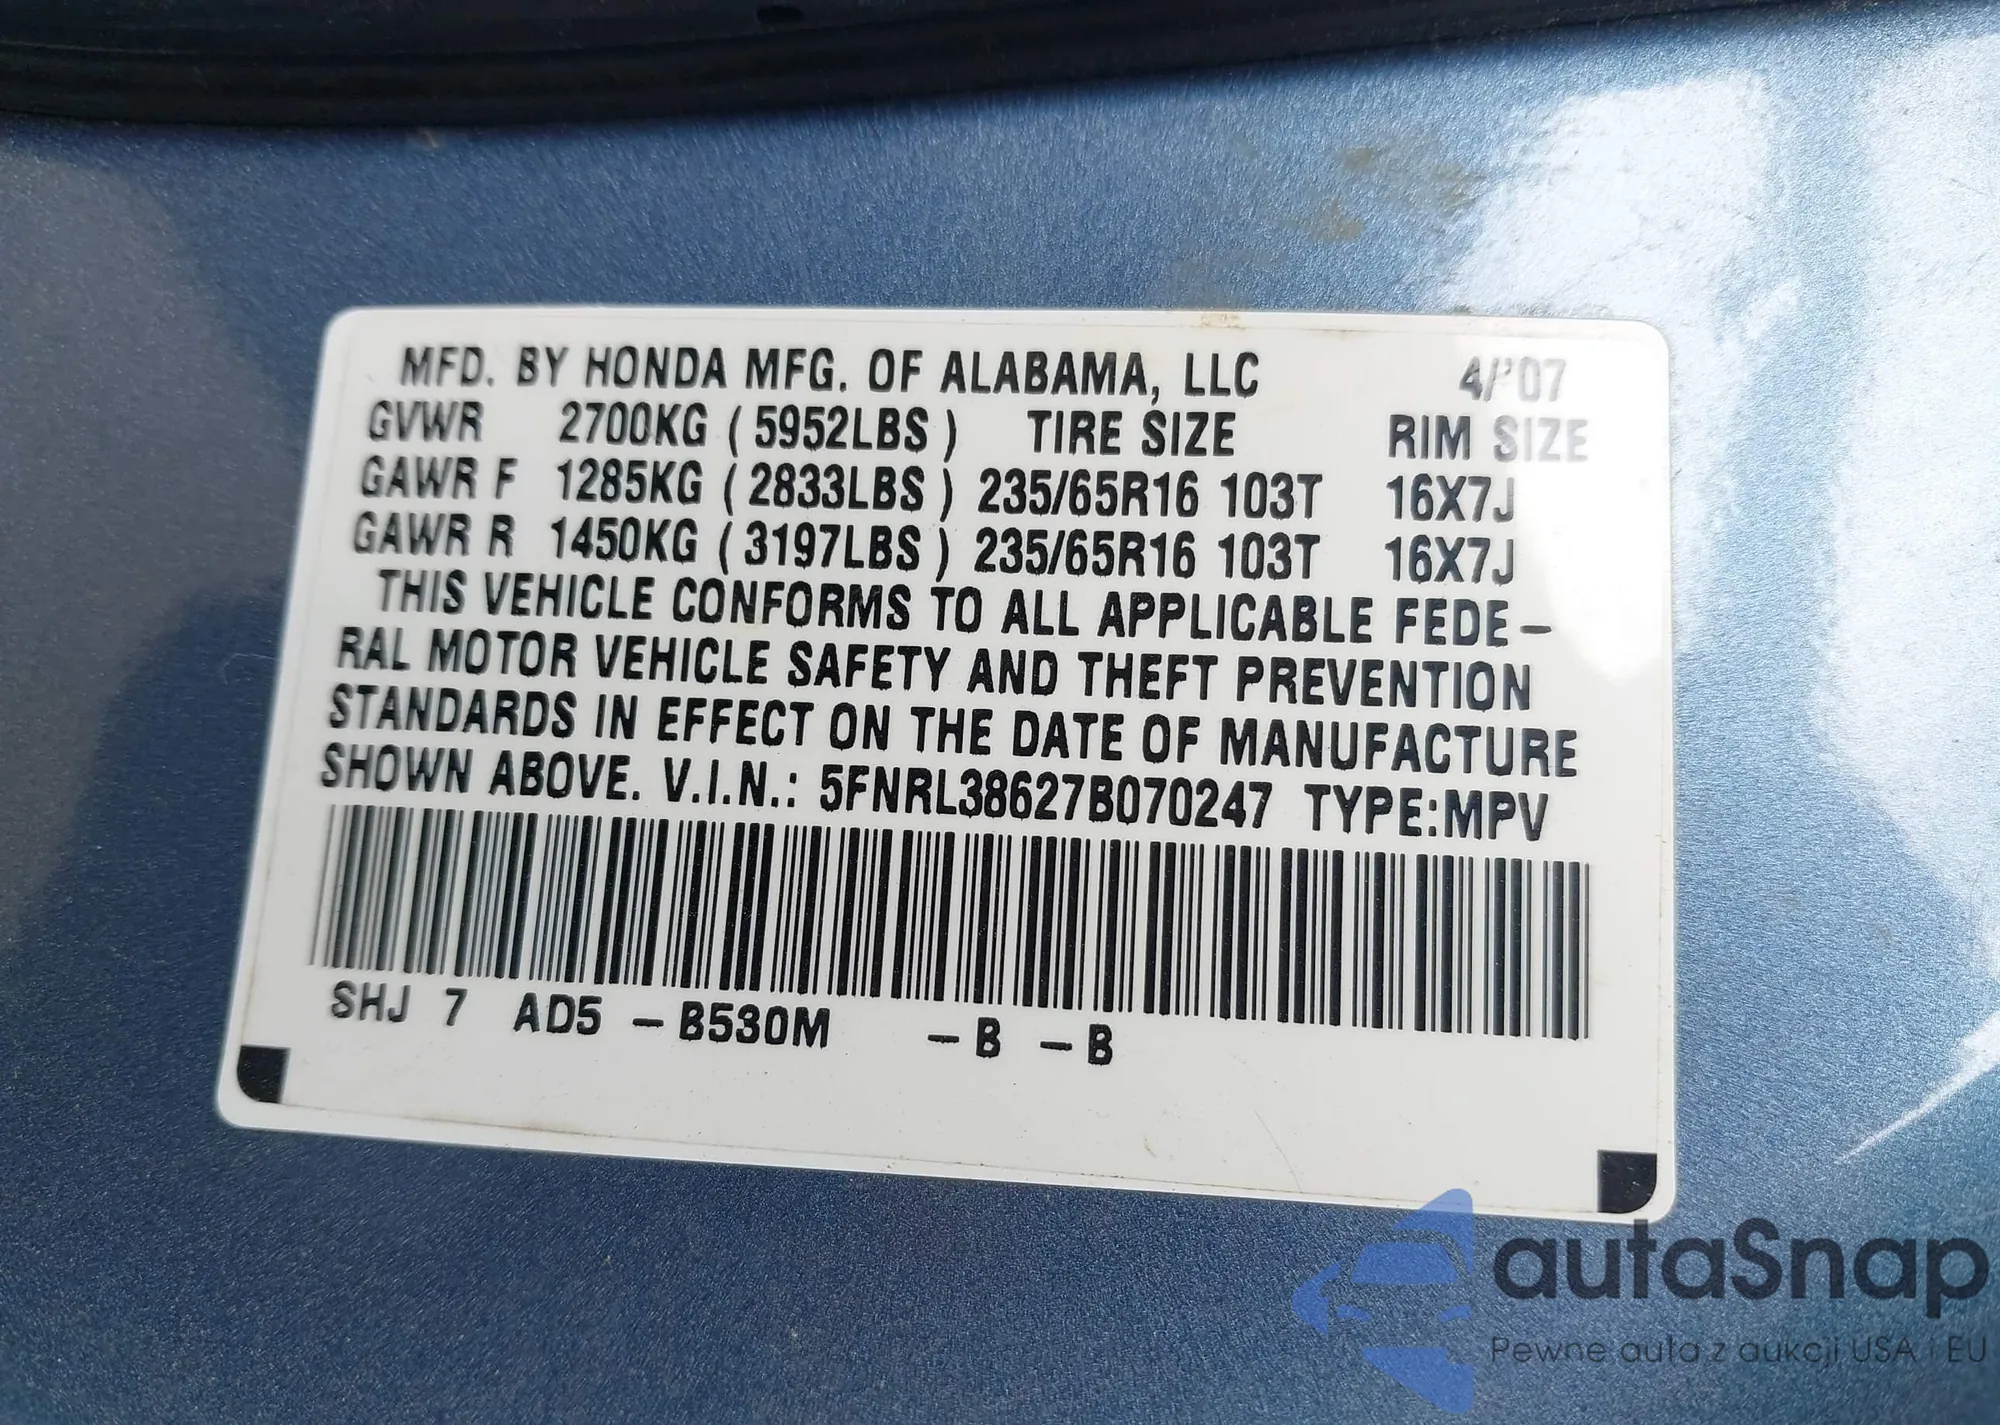 MFD. BY HONDA MFG. OF ALABAMA, LLC 4/'07
GVWR 2700KG ( 5952LBS ) TIRE SIZE RIM SIZE
GAWR F 1285KG ( 2833LBS ) 235/65R16 103T 16X7J
GAWR R 1450KG ( 3197LBS ) 235/65R16 103T 16X7J
THIS VEHICLE CONFORMS TO ALL APPLICABLE FEDE-
RAL MOTOR VEHICLE SAFETY AND THEFT PREVENTION
STANDARDS IN EFFECT ON THE DATE OF MANUFACTURE
SHOWN ABOVE. V.I.N.: 5FNRL38627B070247 TYPE:MPV
SHJ 7 AD5 -B530M -B -B
autaSnap
Pewne auta z aukcji USA i EU